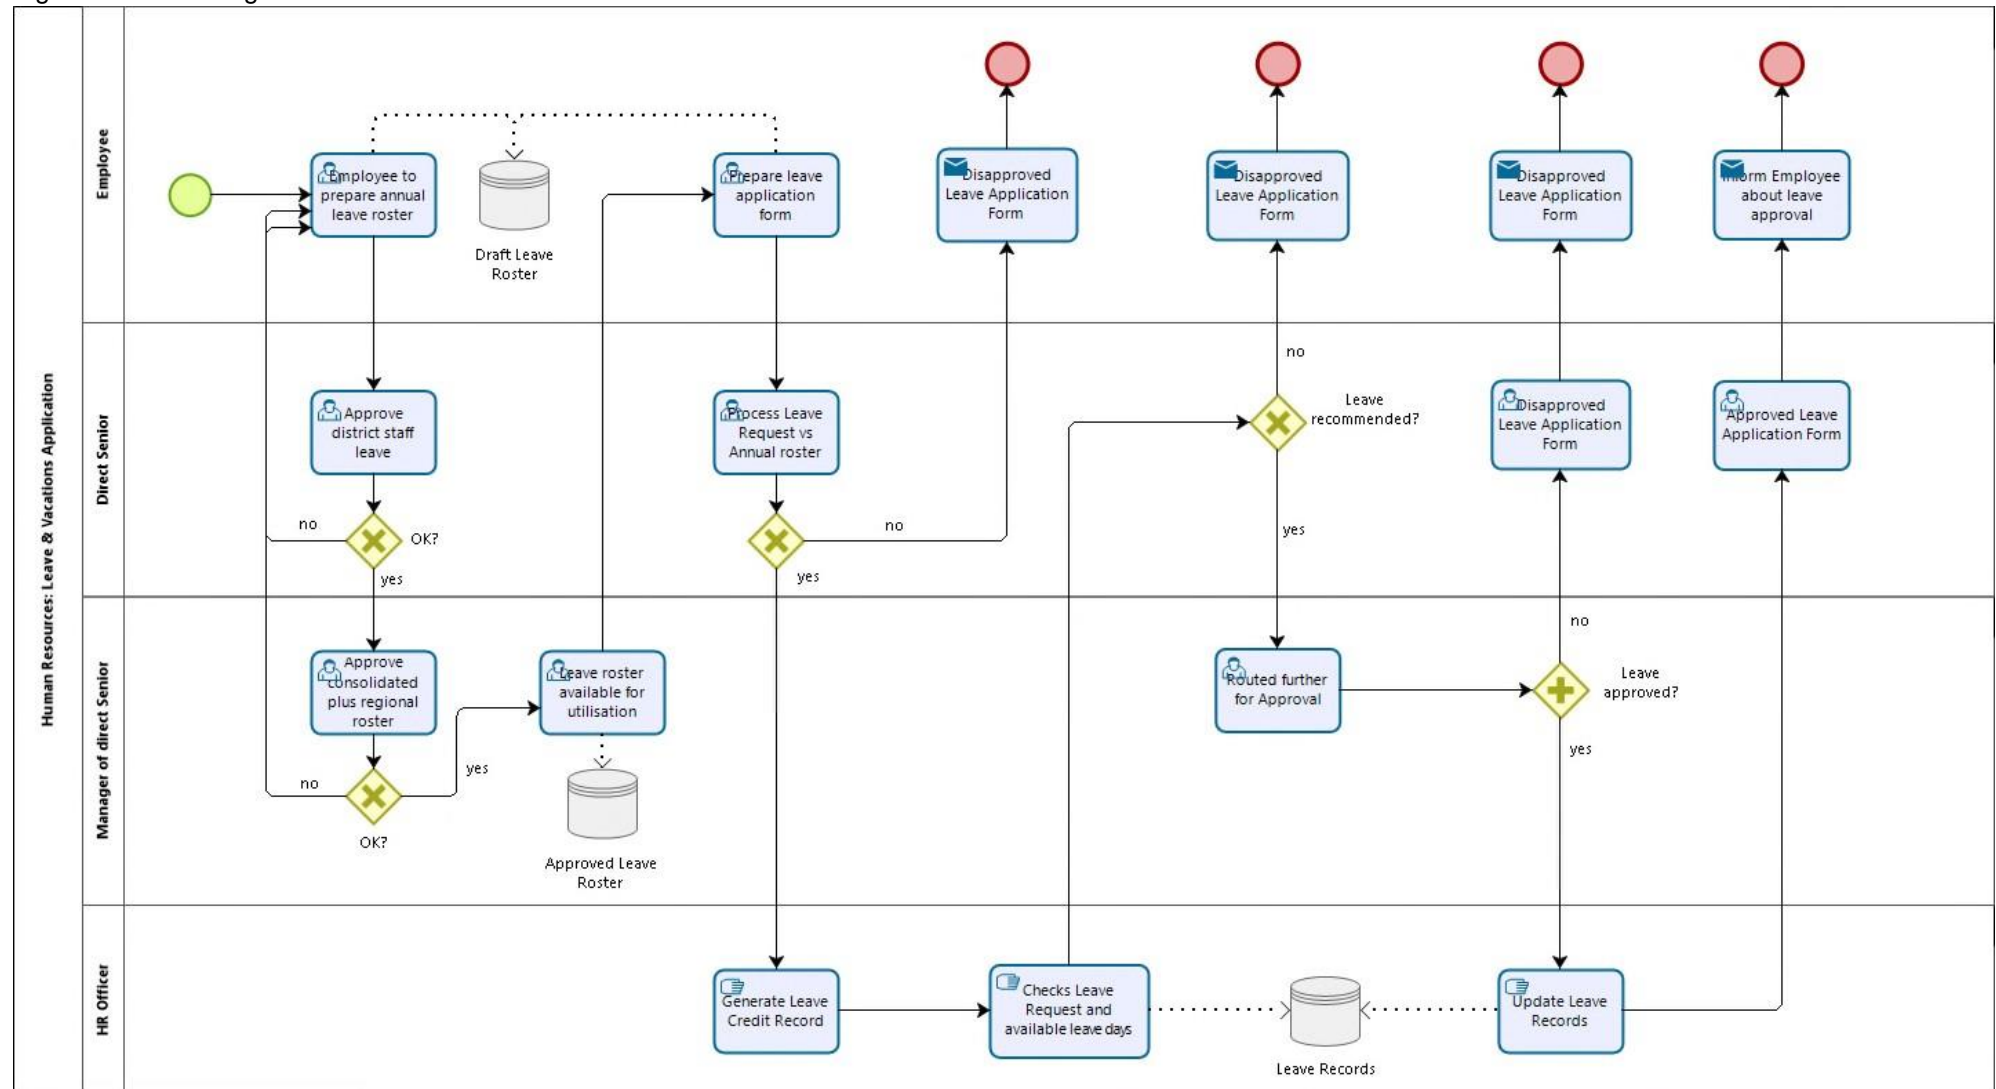 Human Resources: Leave & Vacations Application
Employee
Employee to
prepare annual
leave roster
Draft Leave
Roster
Prepare leave
application
form
Disapproved
Leave Application
Form
Disapproved
Leave Application
Form
Disapproved
Leave Application
Form
Inform Employee
about leave
approval
Direct Senior
Approve
district staff
leave
no
OK?
yes
Process Leave
Request vs
Annual roster
no
yes
no
Leave
recommended?
yes
Disapproved
Leave Application
Form
Approved Leave
Application Form
Manager of direct Senior
Approve
consolidated
plus regional
roster
no
OK?
yes
Leave roster
available for
utilisation
Approved Leave
Roster
Routed further
for Approval
no
Leave
approved?
yes
HR Officer
Generate Leave
Credit Record
Checks Leave
Request and
available leave days
Leave Records
Update Leave
Records